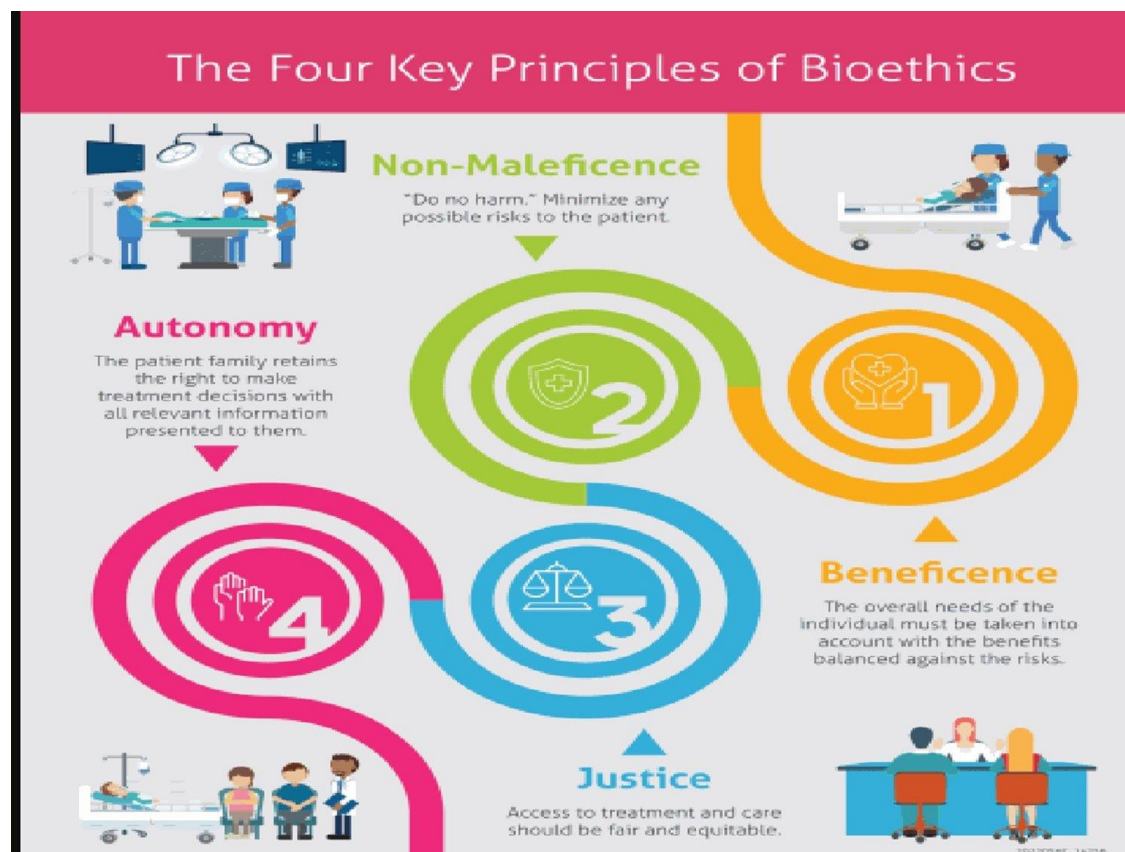 The Four Key Principles of Bioethics
Non-Maleficence
"Do no harm." Minimize any
possible risks to the patient.
Autonomy
The patient family retains
the right to make
treatment decisions with
all relevant information
presented to them.
2
1
4
3
Beneficence
The overall needs of the
individual must be taken into
account with the benefits
balanced against the risks.
Justice
Access to treatment and care
should be fair and equitable.